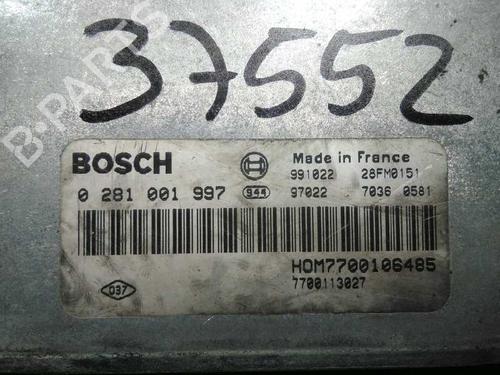 37552
B-PARTS
BOSCH
Made in France
991022 28FM0151
0 281 001 997 944 97022 7036 0581
HOM7700106485
7700113027
037